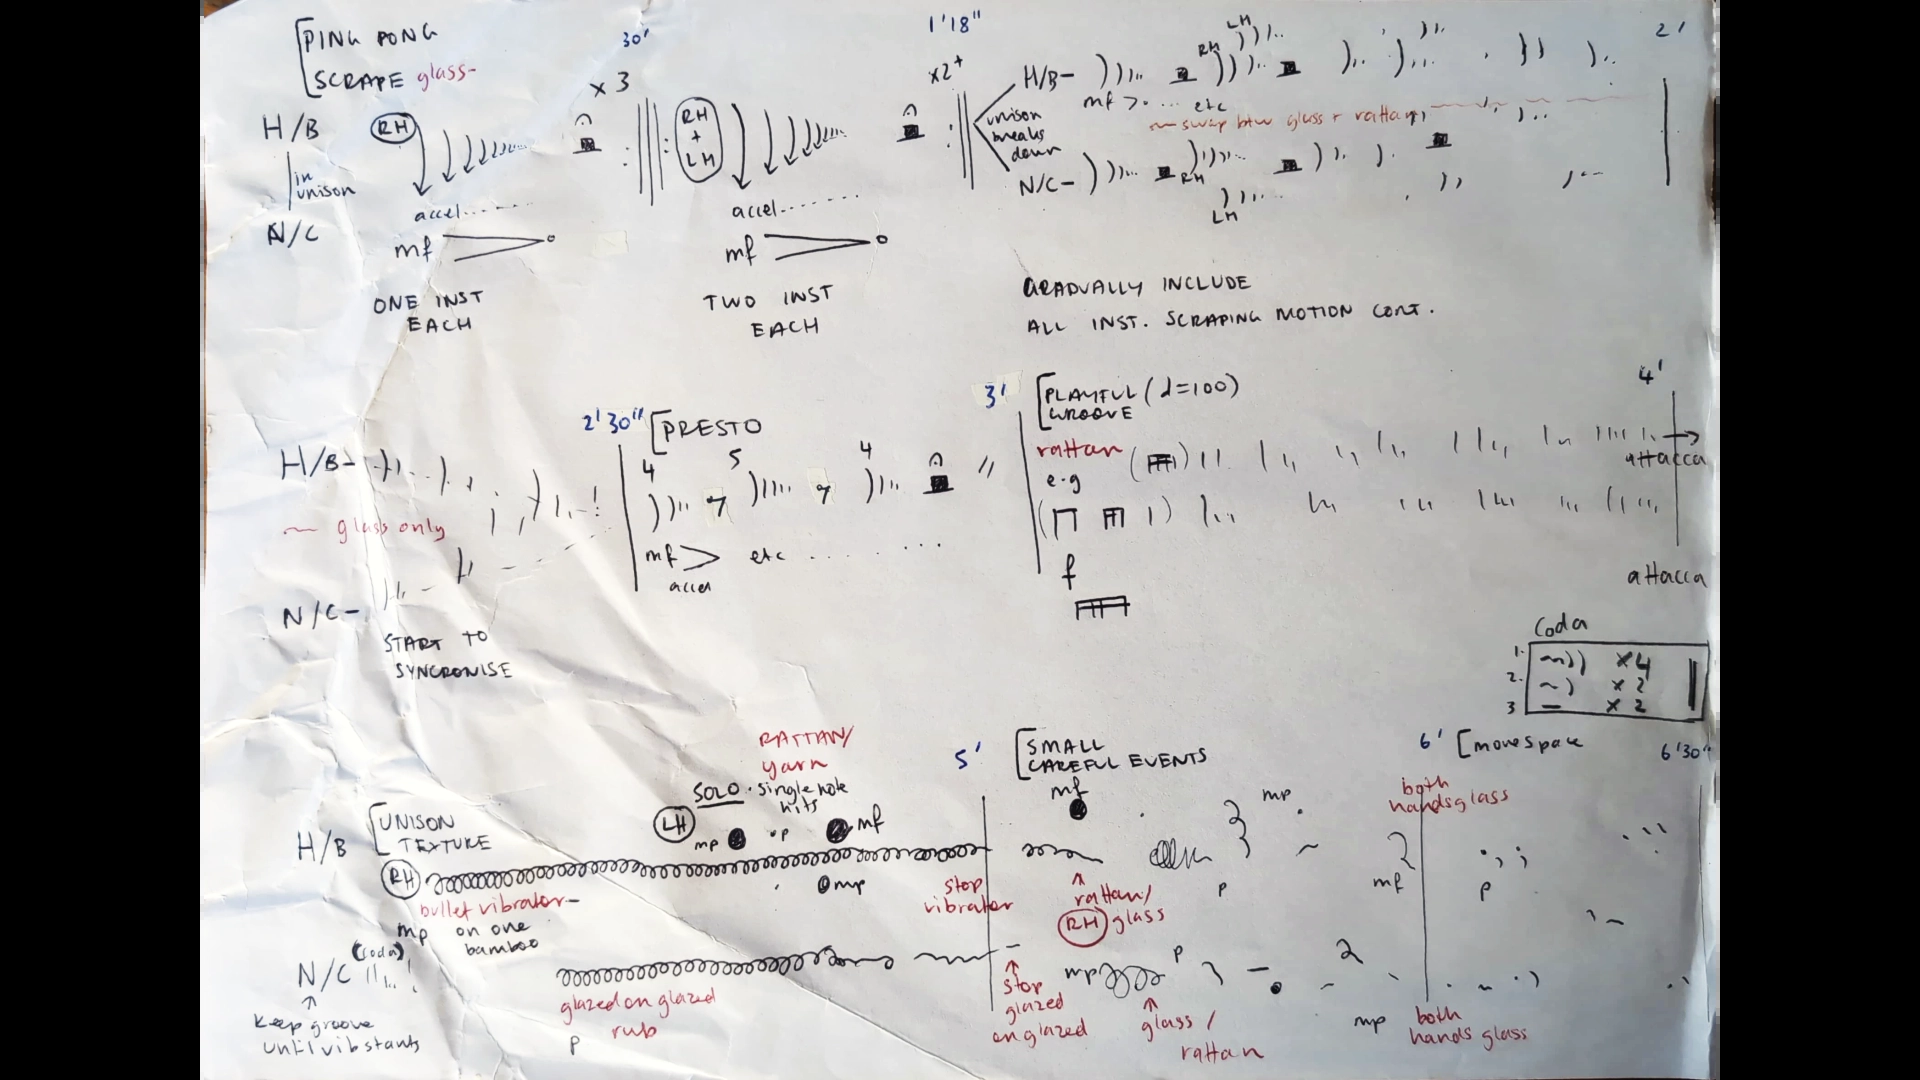 PING PONG
SCRAPE glass-
30'
1'18"
2'
x 3
x2+
H/B
RH
RH
+
LH
in
unison
accel.......
accel.......
N/C
mf
mf
ONE INST
EACH
TWO INST
EACH
H/B-
RH
LH
mf >. ... etc
unison
breaks
down
~ swap btw glass + rattan
N/C-
RH
LH
GRADUALLY INCLUDE
ALL INST. SCRAPING MOTION CONT.
2'30"
PRESTO
3'
PLAYFUL (♩=100)
GROOVE
4'
H/B-
4
5
4
rattan
e.g
attacca
~ glass only
mf > etc
accel
f
attacca
N/C-
START TO
SYNCRONISE
Coda
1. x4
2. x 2
3 x 2
RATTAN/
yarn
SOLO • single note
hits
LH
mp
p
mf
5'
SMALL
CAREFUL EVENTS
6'
more space
6'30"
H/B
UNISON
TEXTURE
RH
bullet vibrator-
mp on one
bamboo
mp
stop
vibrator
mf
rattan/
RH glass
mp
p
both
hands glass
mf
p
N/C
(Coda)
Keep groove
until vib starts
glazed on glazed
rub
p
stop
glazed
on glazed
mp
p
glass /
rattan
mp
both
hands glass